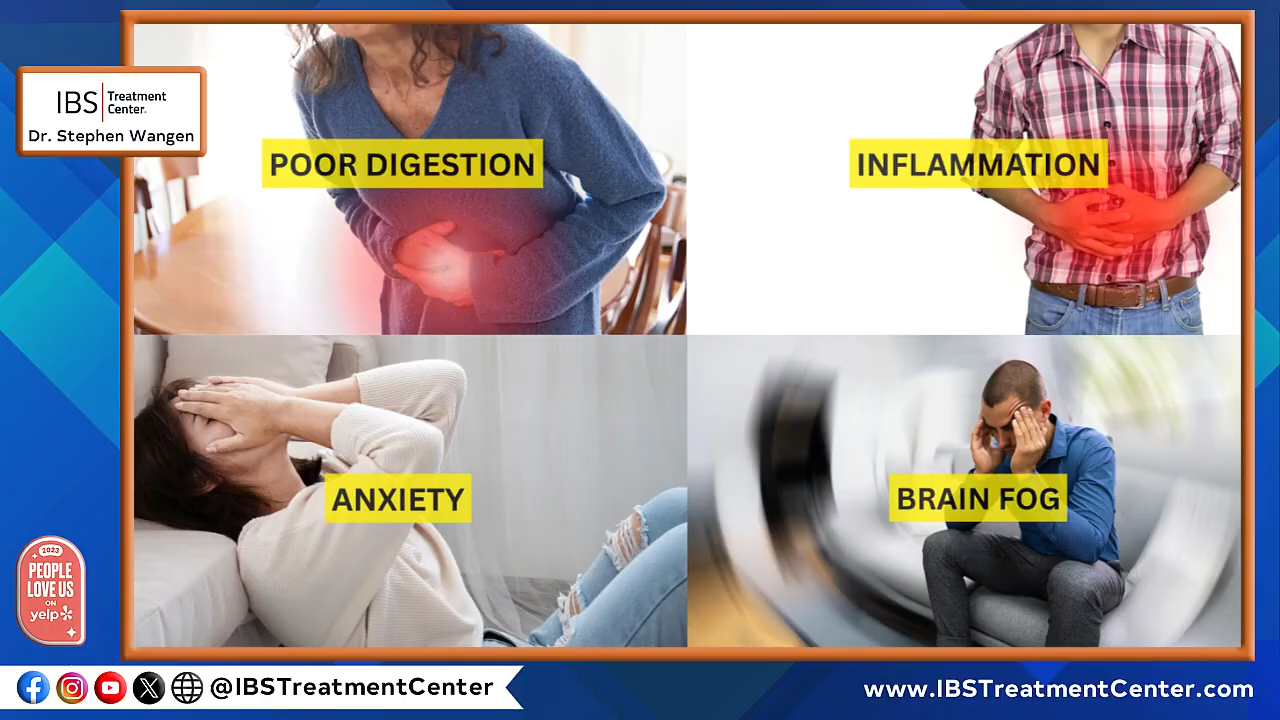 IBS Treatment
Center.
Dr. Stephen Wangen
POOR DIGESTION
INFLAMMATION
ANXIETY
BRAIN FOG
2023
PEOPLE
LOVE US
ON
yelp
@IBSTreatmentCenter
www.IBSTreatmentCenter.com